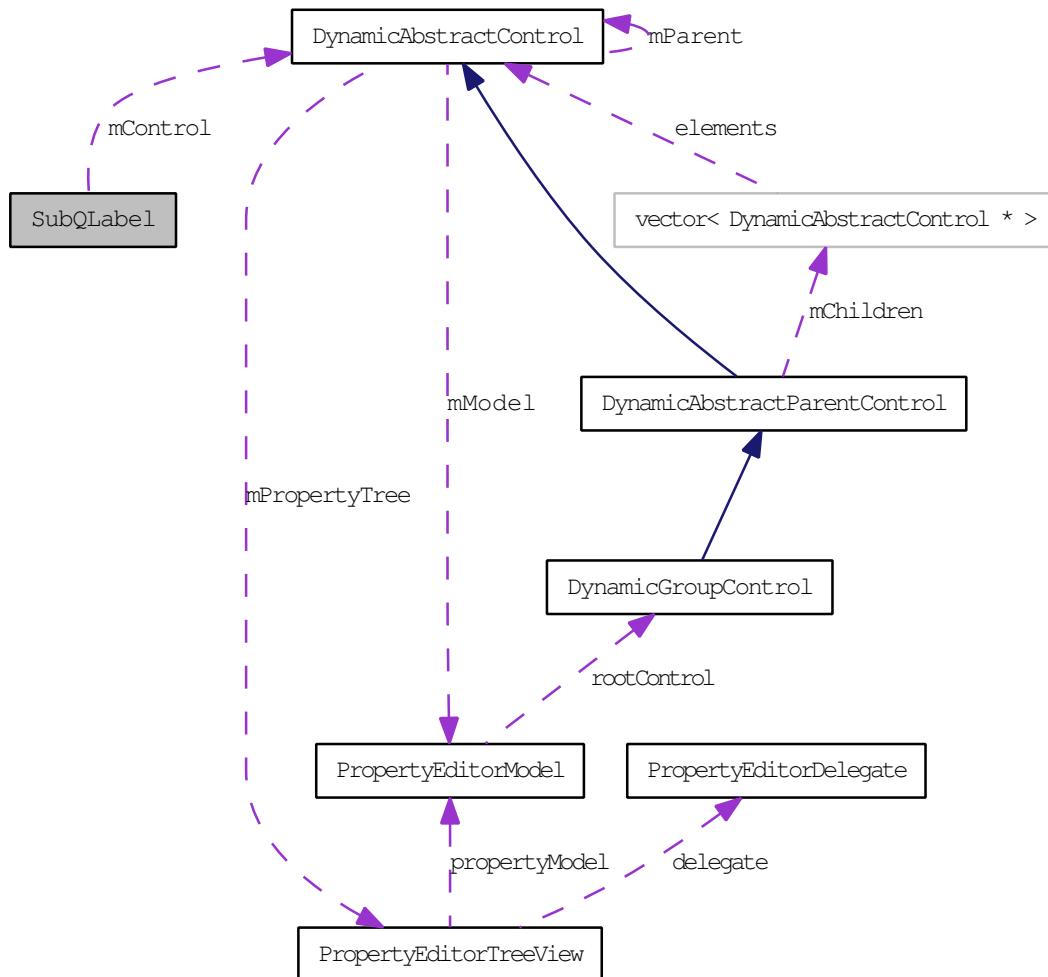 DynamicAbstractControl
mParent
mControl
elements
SubQLabel
vector< DynamicAbstractControl * >
mChildren
DynamicAbstractParentControl
mModel
mPropertyTree
DynamicGroupControl
rootControl
PropertyEditorModel
PropertyEditorDelegate
propertyModel
delegate
PropertyEditorTreeView